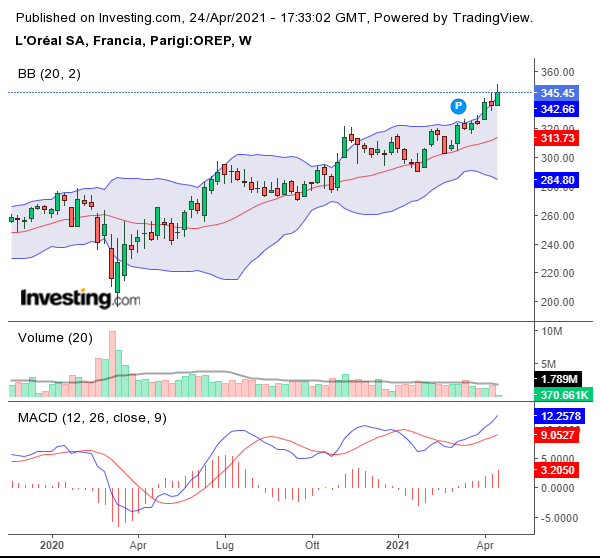 Published on Investing.com, 24/Apr/2021 - 17:33:02 GMT, Powered by TradingView.
L'Oréal SA, Francia, Parigi:OREP, W
BB (20, 2)
360.00
345.45
342.66
P
320.00
313.73
300.00
284.80
280.00
260.00
240.00
220.00
200.00
Investing.com
Volume (20)
10M
5M
1.789M
370.661K
MACD (12, 26, close, 9)
12.2578
9.0527
5.0000
3.2050
0.0000
-5.0000
2020 Apr Lug Ott 2021 Apr